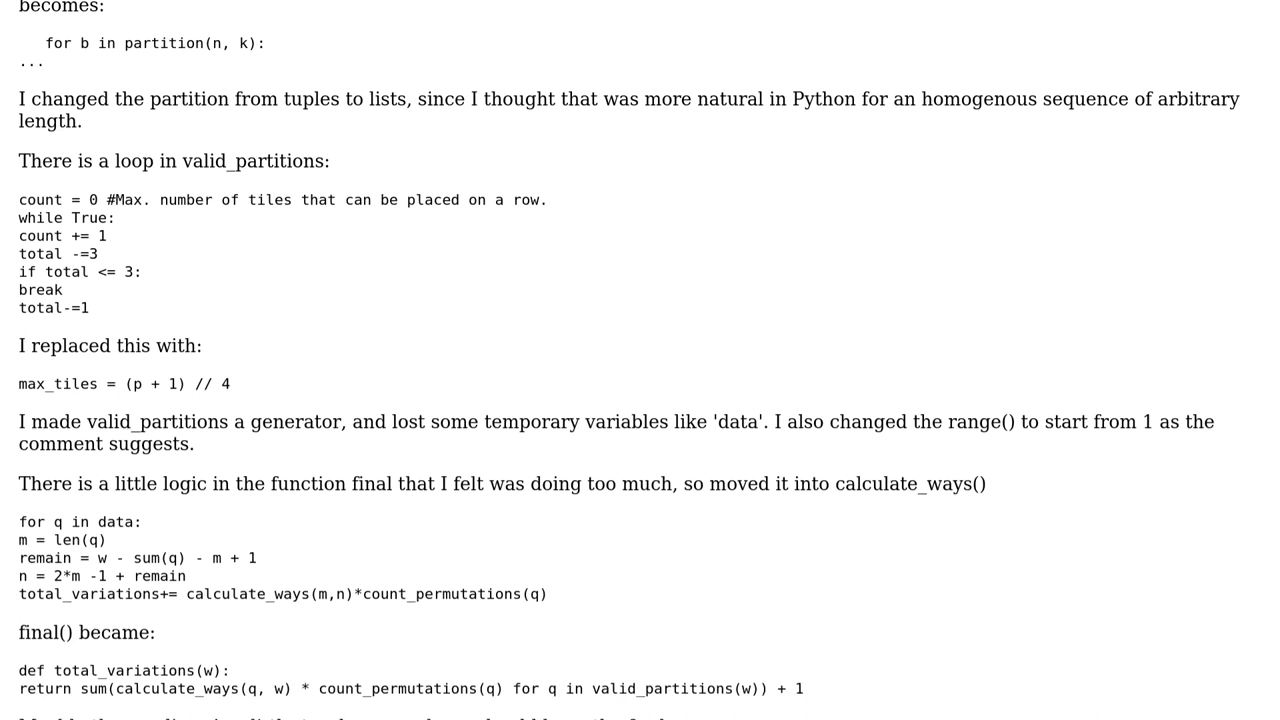 becomes:
for b in partition(n, k):
...
I changed the partition from tuples to lists, since I thought that was more natural in Python for an homogenous sequence of arbitrary
length.
There is a loop in valid_partitions:
count = 0 #Max. number of tiles that can be placed on a row.
while True:
count += 1
total -=3
if total <= 3:
break
total-=1
I replaced this with:
max_tiles = (p + 1) // 4
I made valid_partitions a generator, and lost some temporary variables like 'data'. I also changed the range() to start from 1 as the
comment suggests.
There is a little logic in the function final that I felt was doing too much, so moved it into calculate_ways()
for q in data:
m = len(q)
remain = w - sum(q) - m + 1
n = 2*m -1 + remain
total_variations+= calculate_ways(m,n)*count_permutations(q)
final() became:
def total_variations(w):
return sum(calculate_ways(q, w) * count_permutations(q) for q in valid_partitions(w)) + 1